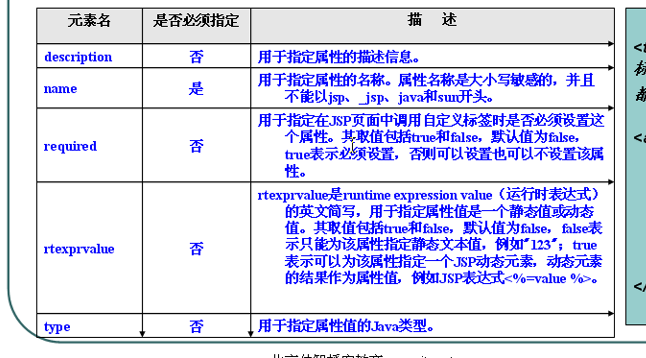 元素名 是否必须指定 描 述
description 否 用于指定属性的描述信息。
name 是 用于指定属性的名称。属性名称是大小写敏感的，并且
不能以jsp、_jsp、java和sun开头。
required 否 用于指定在JSP页面中调用自定义标签时是否必须设置这
个属性。其取值包括true和false，默认值为false，
true表示必须设置，否则可以设置也可以不设置该属
性。
rtexprvalue 否 rtexprvalue是runtime expression value（运行时表达式）
的英文简写，用于指定属性值是一个静态值或动态
值。其取值包括true和false，默认值为false，false表
示只能为该属性指定静态文本值，例如"123"；true
表示可以为该属性指定一个JSP动态元素，动态元素
的结果作为属性值，例如JSP表达式<%=value %>。
type 否 用于指定属性值的Java类型。